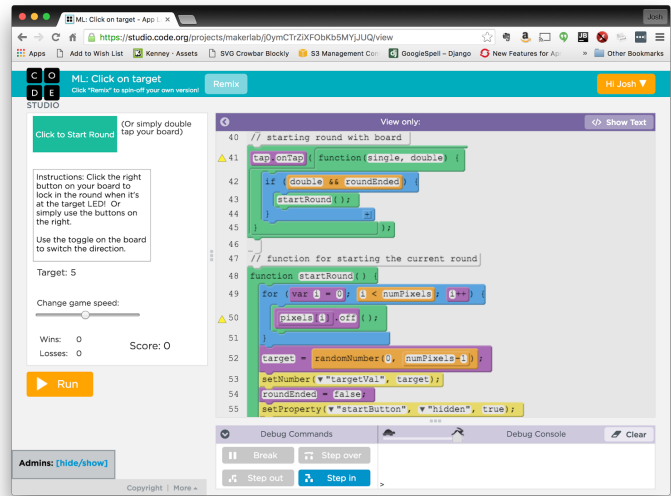 ML: Click on target - App L
Josh
https://studio.code.org/projects/makerlab/j0ymCTrZiXFObKb5MYjJUQ/view
Apps Add to Wish List Kenney · Assets SVG Crowbar Blockly S3 Management Con GoogleSpell – Django New Features for Ap » Other Bookmarks
CODE
STUDIO
ML: Click on target
Click "Remix" to spin-off your own version!
Remix
Hi Josh ▼
Click to Start Round
(Or simply double
tap your board)
Instructions: Click the right
button on your board to
lock in the round when it's
at the target LED! Or
simply use the buttons on
the right.
Use the toggle on the board
to switch the direction.
Target: 5
Change game speed:
Wins: 0
Losses: 0
Score: 0
Run
Admins: [hide/show]
Copyright | More
View only:
</> Show Text
40 // starting round with board
41 tap.onTap( function(single, double) {
42 if (double && roundEnded) {
43 startRound();
44 }
45 });
46
47 // function for starting the current round
48 function startRound() {
49 for (var i = 0; i < numPixels; i++) {
50 pixels[i].off();
51 }
52 target = randomNumber(0, numPixels-1);
53 setNumber(▼"targetVal", target);
54 roundEnded = false;
55 setProperty(▼"startButton", ▼"hidden", true);
Debug Commands
Debug Console
Clear
Break
Step over
Step out
Step in
>